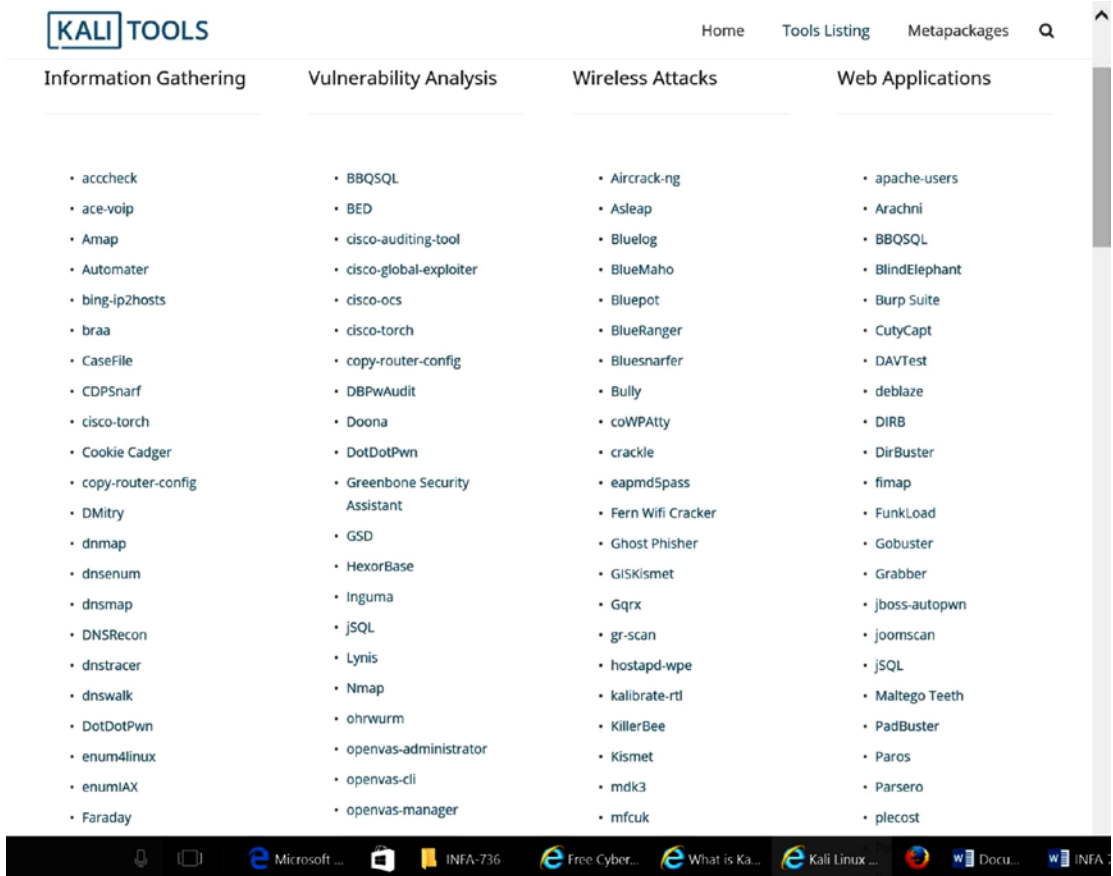 KALI TOOLS
Home Tools Listing Metapackages
Information Gathering
acccheck
ace-voip
Amap
Automater
bing-ip2hosts
braa
CaseFile
CDPSnarf
cisco-torch
Cookie Cadger
copy-router-config
DMitry
dnmap
dnsenum
dnsmap
DNSRecon
dnstracer
dnswalk
DotDotPwn
enum4linux
enumIAX
Faraday
Vulnerability Analysis
BBQSQL
BED
cisco-auditing-tool
cisco-global-exploiter
cisco-ocs
cisco-torch
copy-router-config
DBPwAudit
Doona
DotDotPwn
Greenbone Security
Assistant
GSD
HexorBase
Inguma
jSQL
Lynis
Nmap
ohrwurm
openvas-administrator
openvas-cli
openvas-manager
Wireless Attacks
Aircrack-ng
Asleap
Bluelog
BlueMaho
Bluepot
BlueRanger
Bluesnarfer
Bully
coWPAtty
crackle
eapmd5pass
Fern Wifi Cracker
Ghost Phisher
GISKismet
Gqrx
gr-scan
hostapd-wpe
kalibrate-rtl
KillerBee
Kismet
mdk3
mfcuk
Web Applications
apache-users
Arachni
BBQSQL
BlindElephant
Burp Suite
CutyCapt
DAVTest
deblaze
DIRB
DirBuster
fimap
FunkLoad
Gobuster
Grabber
jboss-autopwn
joomscan
jSQL
Maltego Teeth
PadBuster
Paros
Parsero
plecost
Microsoft ... INFA-736 Free Cyber... What is Ka... Kali Linux ... Docu... INFA